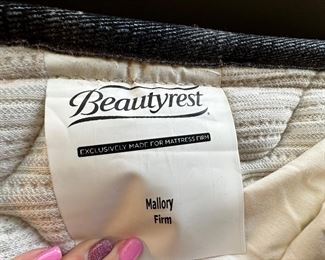 Beautyrest®
EXCLUSIVELY MADE FOR MATTRESS FIRM
Mallory
Firm